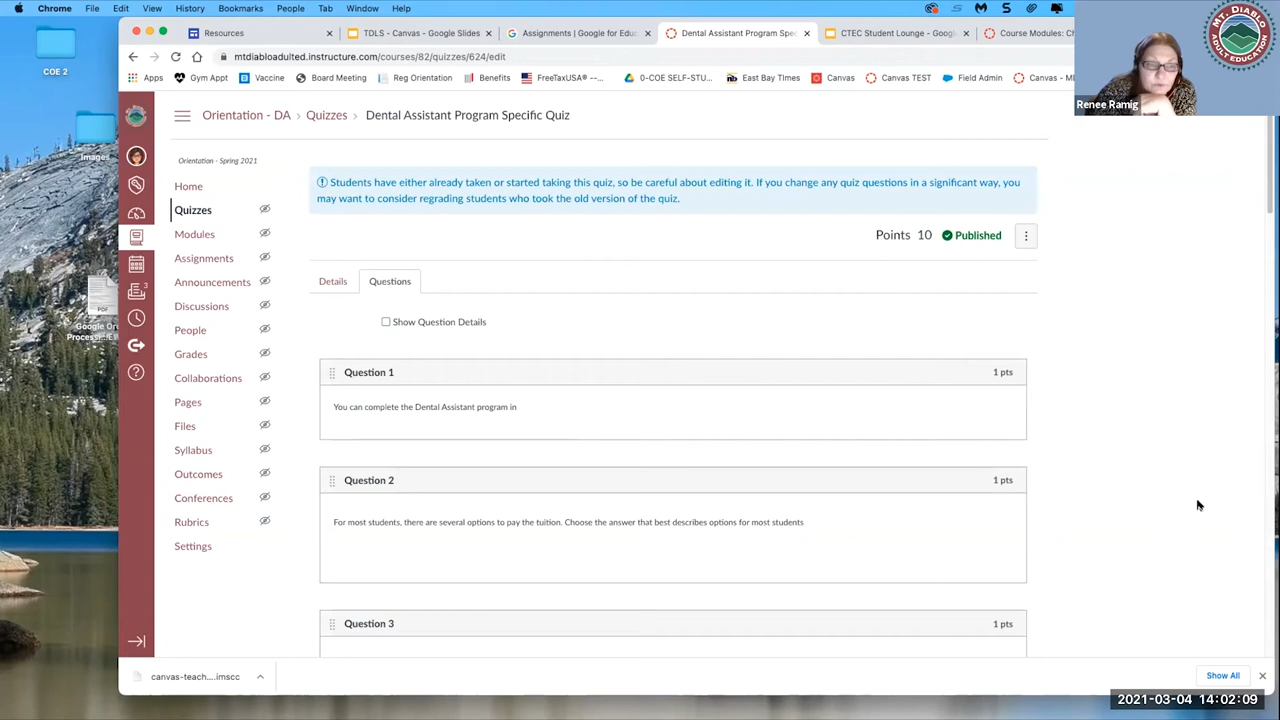 Chrome File Edit View History Bookmarks People Tab Window Help
Resources
TDLS - Canvas - Google Slides
Assignments | Google for Educ
Dental Assistant Program Spec
CTEC Student Lounge - Googl
Course Modules: Ch
mtdiabloadulted.instructure.com/courses/82/quizzes/624/edit
Apps Gym Appt Vaccine Board Meeting Reg Orientation Benefits FreeTaxUSA® --... 0-COE SELF-STU... East Bay TImes Canvas Canvas TEST Field Admin
MT. DIABLO
ADULT EDUCATION
Renee Ramig
COE 2
Images
PDF
Orientation - DA > Quizzes > Dental Assistant Program Specific Quiz
Orientation - Spring 2021
Home
Quizzes
Modules
Assignments
Announcements
Discussions
People
Grades
Collaborations
Pages
Files
Syllabus
Outcomes
Conferences
Rubrics
Settings
3
Students have either already taken or started taking this quiz, so be careful about editing it. If you change any quiz questions in a significant way, you
may want to consider regrading students who took the old version of the quiz.
Points 10 Published
Details Questions
Show Question Details
Question 1 1 pts
You can complete the Dental Assistant program in
Question 2 1 pts
For most students, there are several options to pay the tuition. Choose the answer that best describes options for most students
Question 3 1 pts
canvas-teach....imscc
Show All
2021-03-04 14:02:09